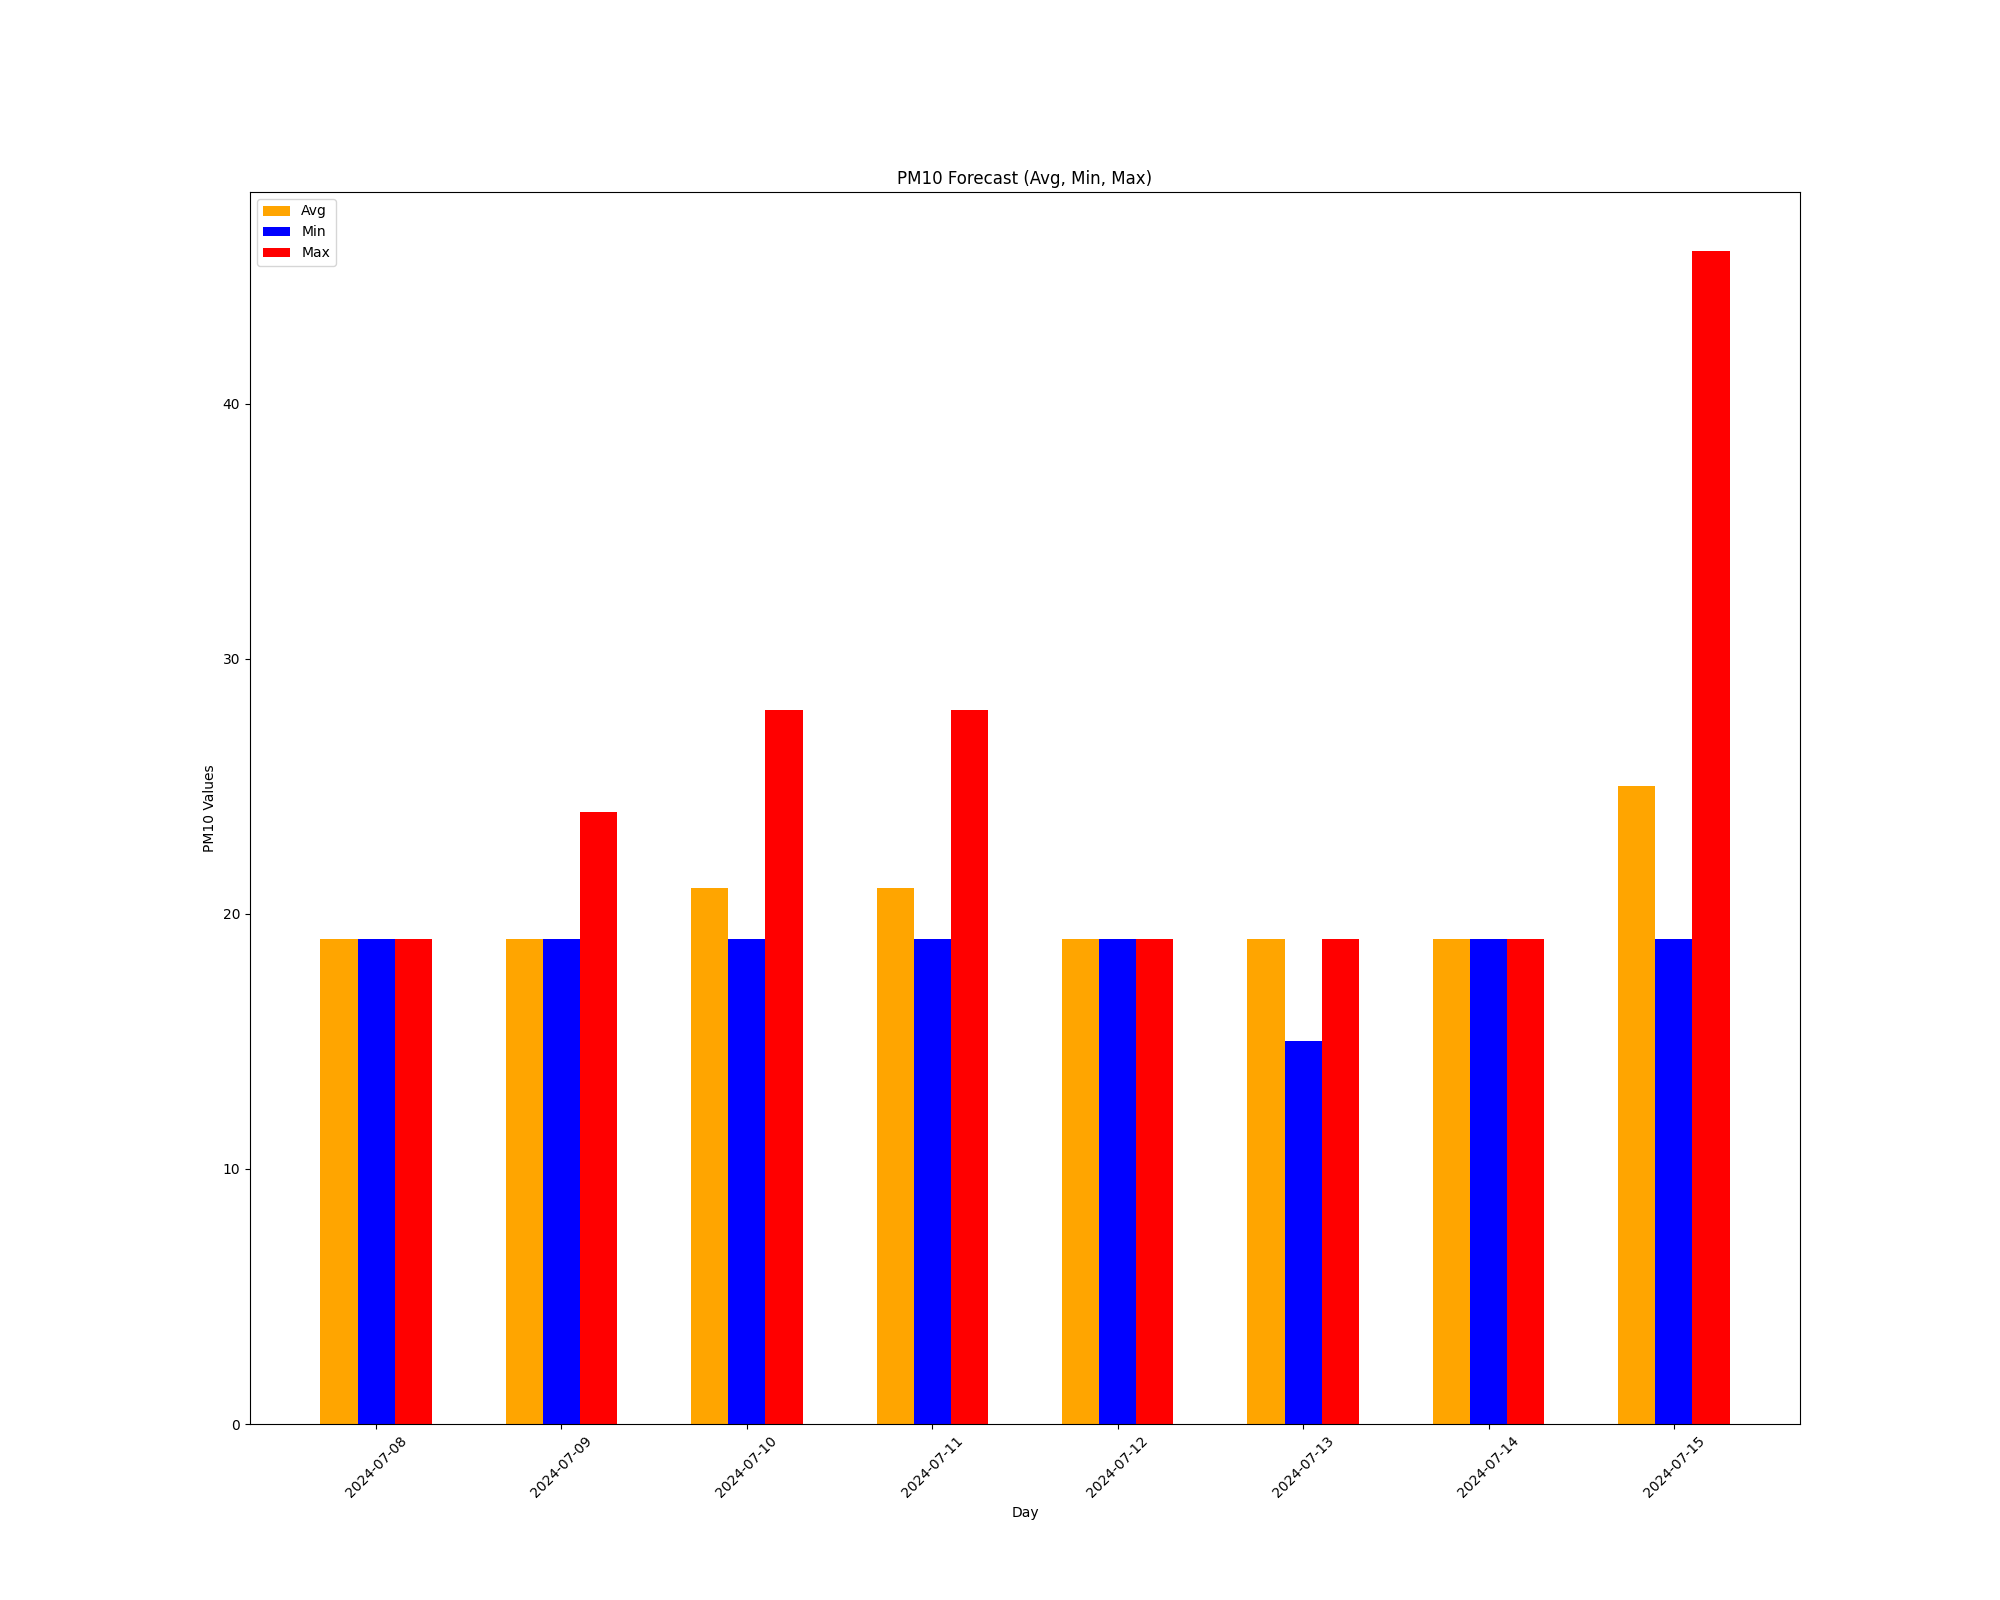 PM10 Forecast (Avg, Min, Max)
Avg
Min
Max
40
30
20
10
0
PM10 Values
2024-07-08
2024-07-09
2024-07-10
2024-07-11
2024-07-12
2024-07-13
2024-07-14
2024-07-15
Day